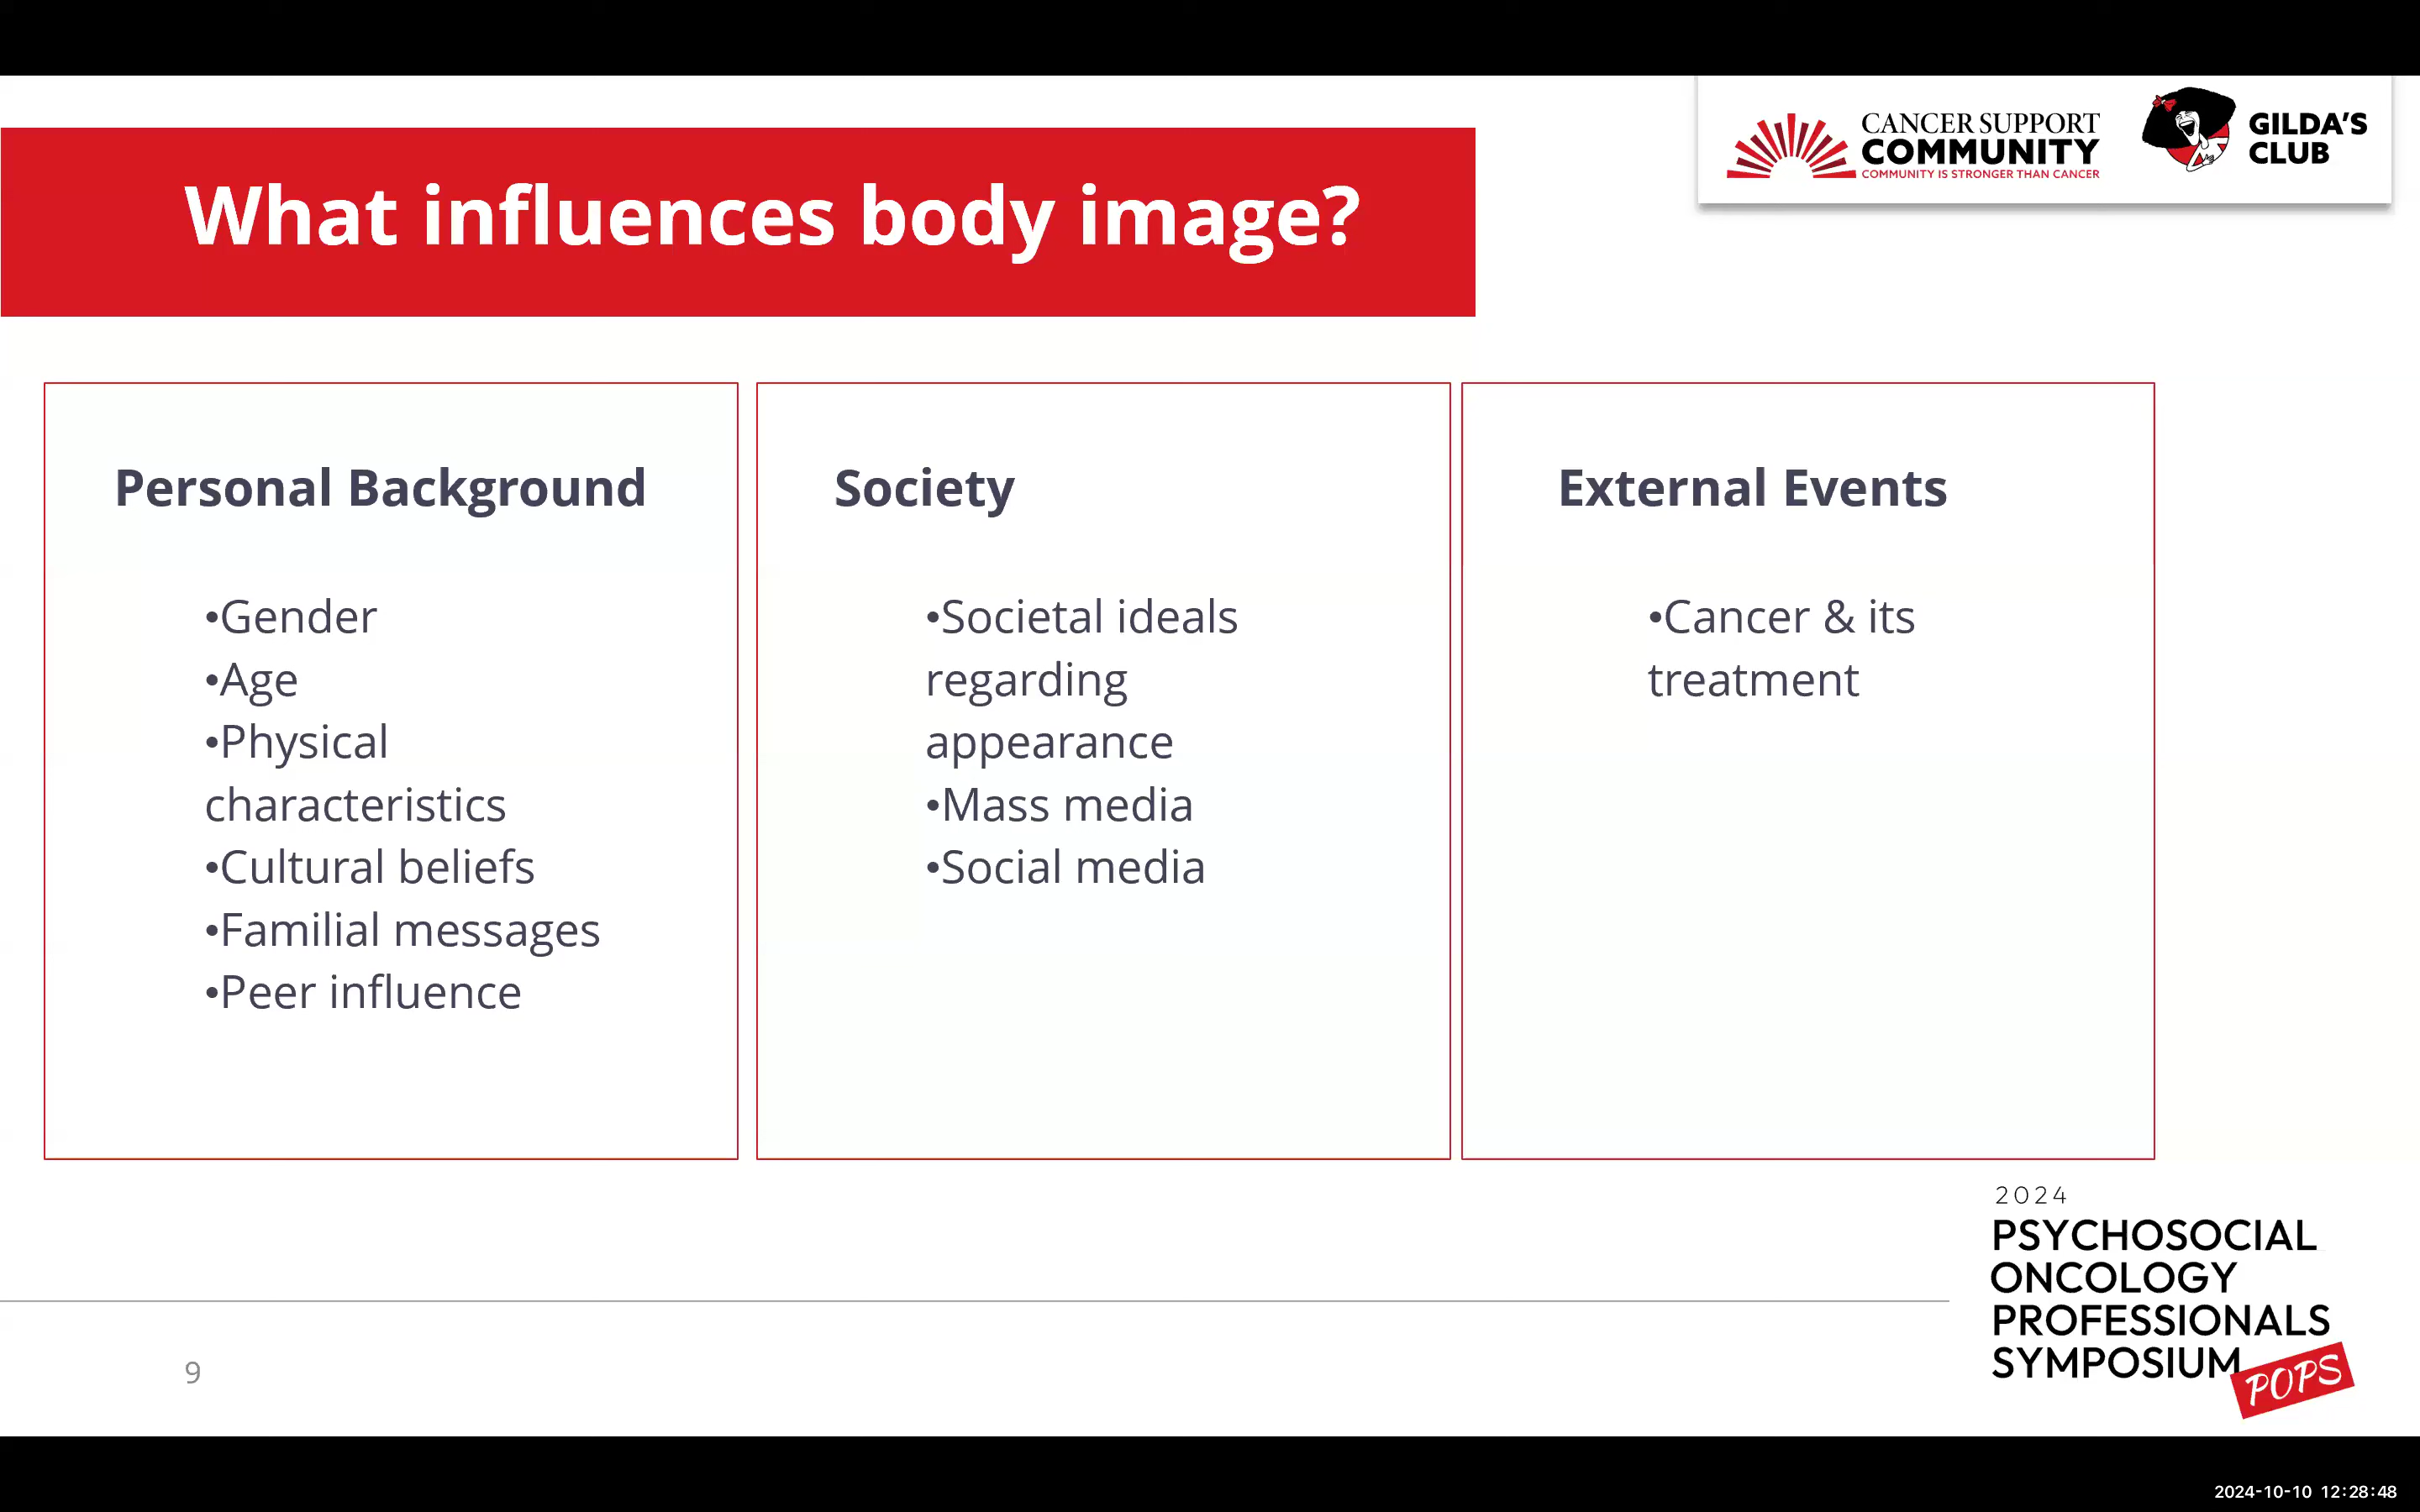 CANCER SUPPORT
COMMUNITY
COMMUNITY IS STRONGER THAN CANCER
GILDA'S
CLUB
What influences body image?
Personal Background
•Gender
•Age
•Physical
characteristics
•Cultural beliefs
•Familial messages
•Peer influence
Society
•Societal ideals
regarding
appearance
•Mass media
•Social media
External Events
•Cancer & its
treatment
2024
PSYCHOSOCIAL
ONCOLOGY
PROFESSIONALS
SYMPOSIUM
POPS
9
2024-10-10 12:28:48